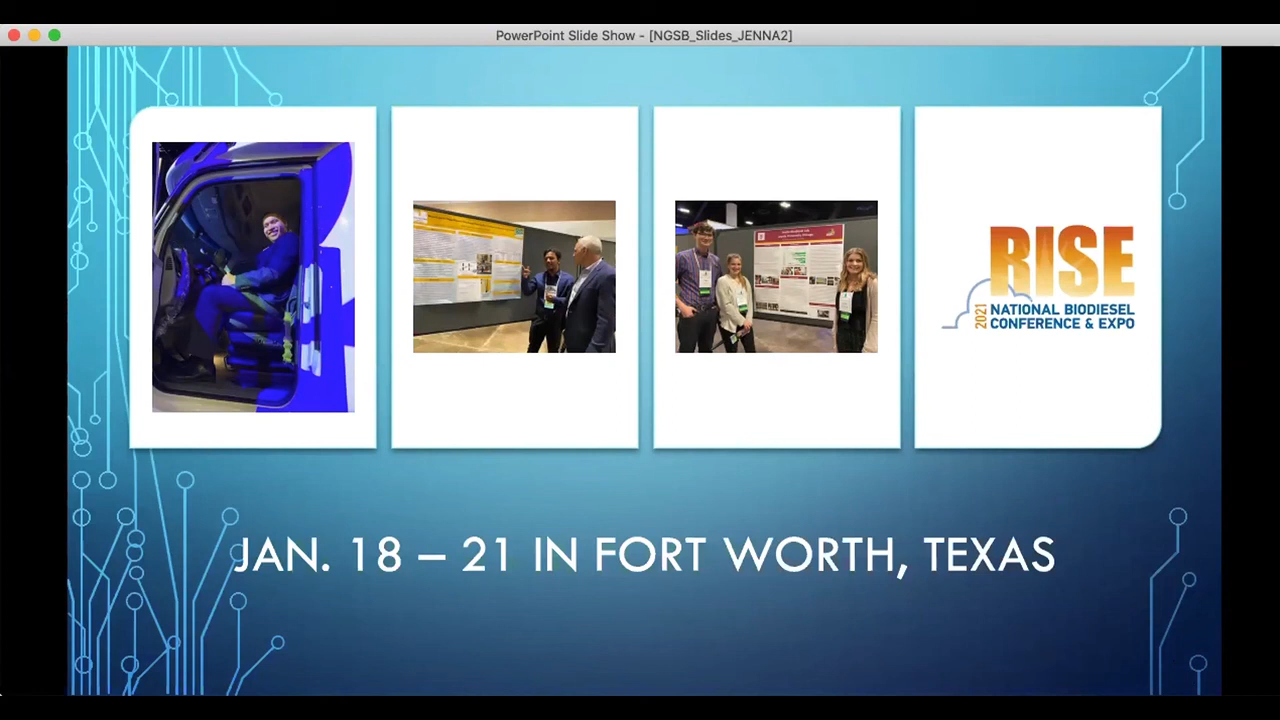 PowerPoint Slide Show - [NGSB_Slides_JENNA2]
RISE
2021
NATIONAL BIODIESEL
CONFERENCE & EXPO
JAN. 18 – 21 IN FORT WORTH, TEXAS